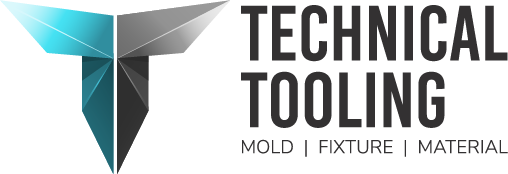 TECHNICAL
TOOLING
MOLD | FIXTURE | MATERIAL